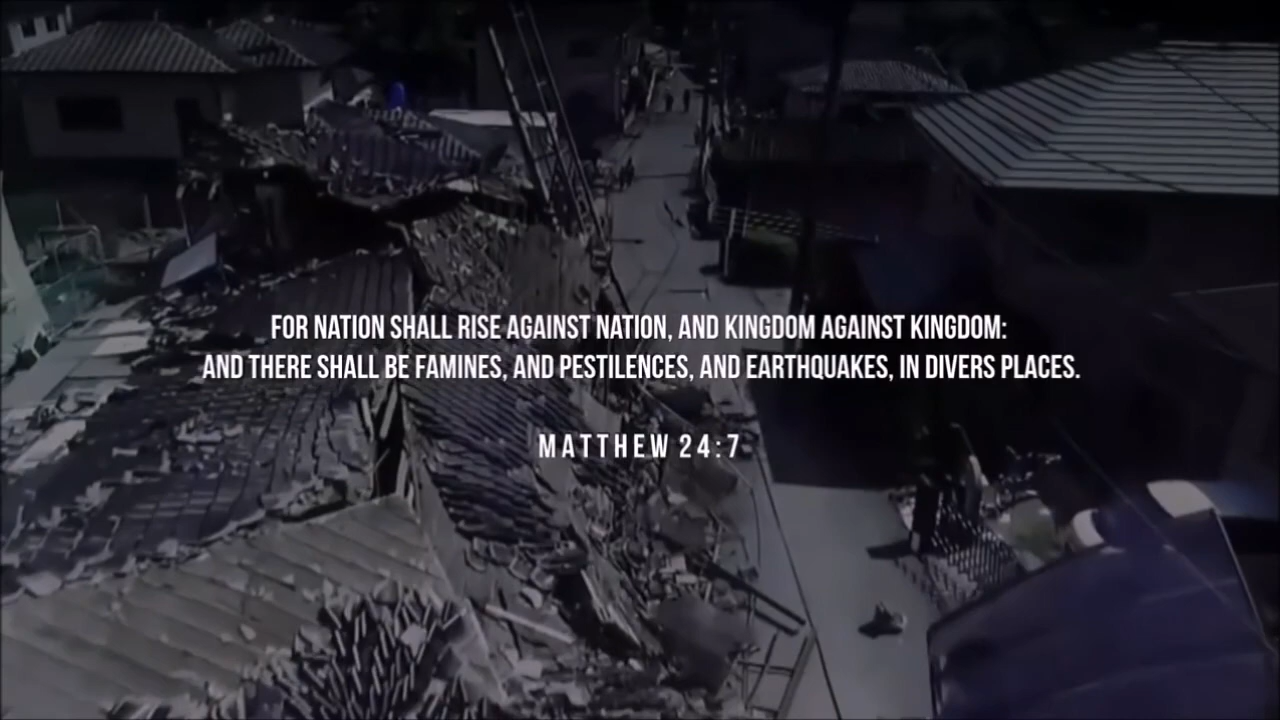 FOR NATION SHALL RISE AGAINST NATION, AND KINGDOM AGAINST KINGDOM:
AND THERE SHALL BE FAMINES, AND PESTILENCES, AND EARTHQUAKES, IN DIVERS PLACES.
MATTHEW 24:7